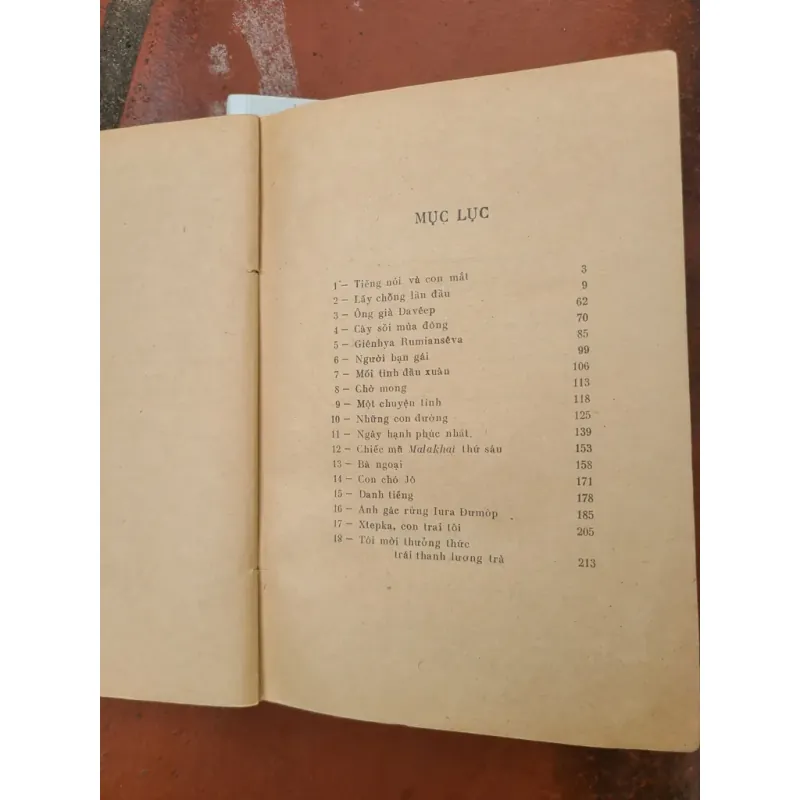 MỤC LỤC
1 — Tiếng nói và con mắt 3
2 — Lấy chồng lần đầu 9
3 — Ông già Davếep 62
4 — Cây sồi mùa đông 70
5 — Giênhya Rumiansêva 85
6 — Người bạn gái 99
7 — Mối tình đầu xuân 106
8 — Chờ mong 113
9 — Một chuyện tình 118
10 — Những con đường 125
11 — Ngày hạnh phúc nhất 139
12 — Chiếc mũ Malakhai thứ sáu 153
13 — Bà ngoại 158
14 — Con chó Jô 171
15 — Danh tiếng 178
16 — Anh gác rừng Iura Đưmốp 185
17 — Xtepka, con trai tôi 205
18 — Tôi mời thưởng thức
trái thanh lương trà 213